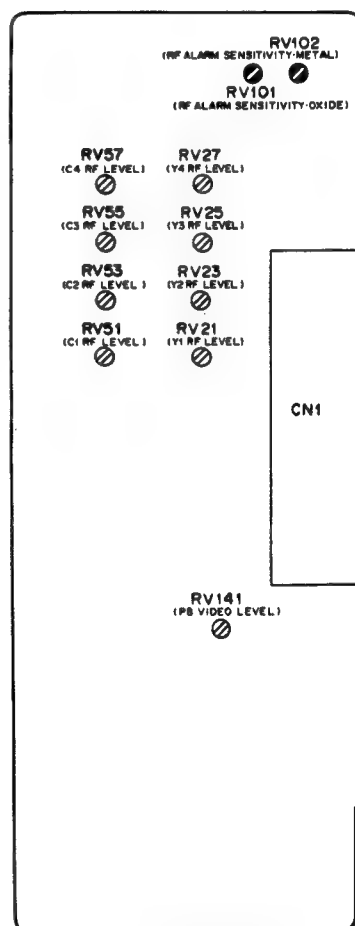 RV102
(RF ALARM SENSITIVITY-METAL)
RV101
(RF ALARM SENSITIVITY-OXIDE)
RV57 RV27
(C4 RF LEVEL) (Y4 RF LEVEL)
RV55 RV25
(C3 RF LEVEL) (Y3 RF LEVEL)
RV53 RV23
(C2 RF LEVEL) (Y2 RF LEVEL)
RV51 RV21
(C1 RF LEVEL) (Y1 RF LEVEL)
CN1
RV141
(PB VIDEO LEVEL)